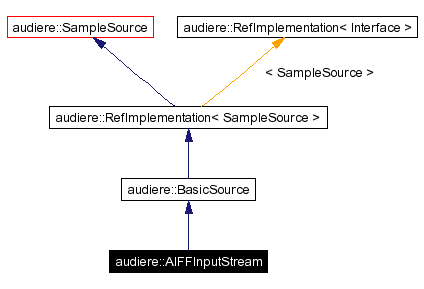 audiere::SampleSource
audiere::RefImplementation< Interface >
< SampleSource >
audiere::RefImplementation< SampleSource >
audiere::BasicSource
audiere::AIFFInputStream